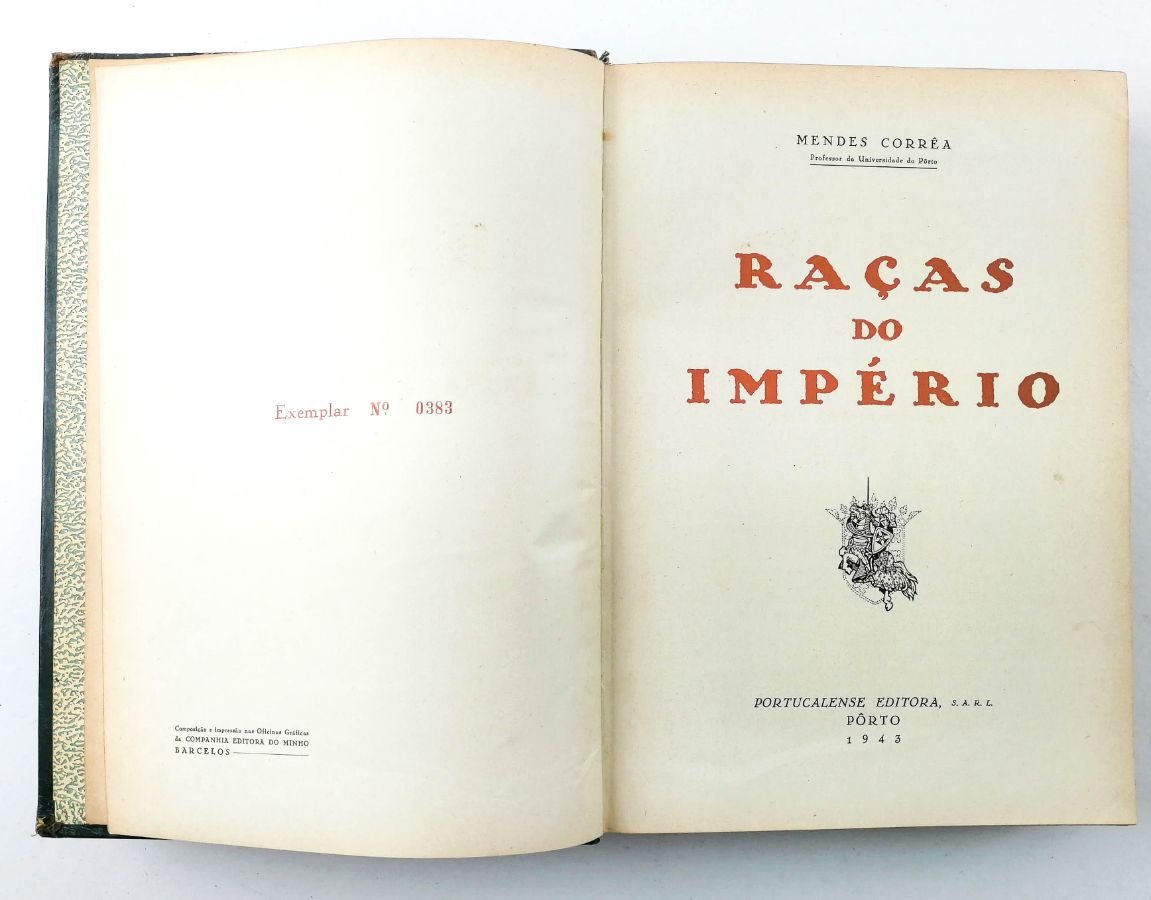 Exemplar Nº 0383
Composição e impressão nas Oficinas Gráficas
da COMPANHIA EDITORA DO MINHO
BARCELOS
MENDES CORRÊA
Professor da Universidade do Pôrto
RAÇAS
DO
IMPÉRIO
PORTUCALENSE EDITORA, S. A. R. L.
PÔRTO
1943